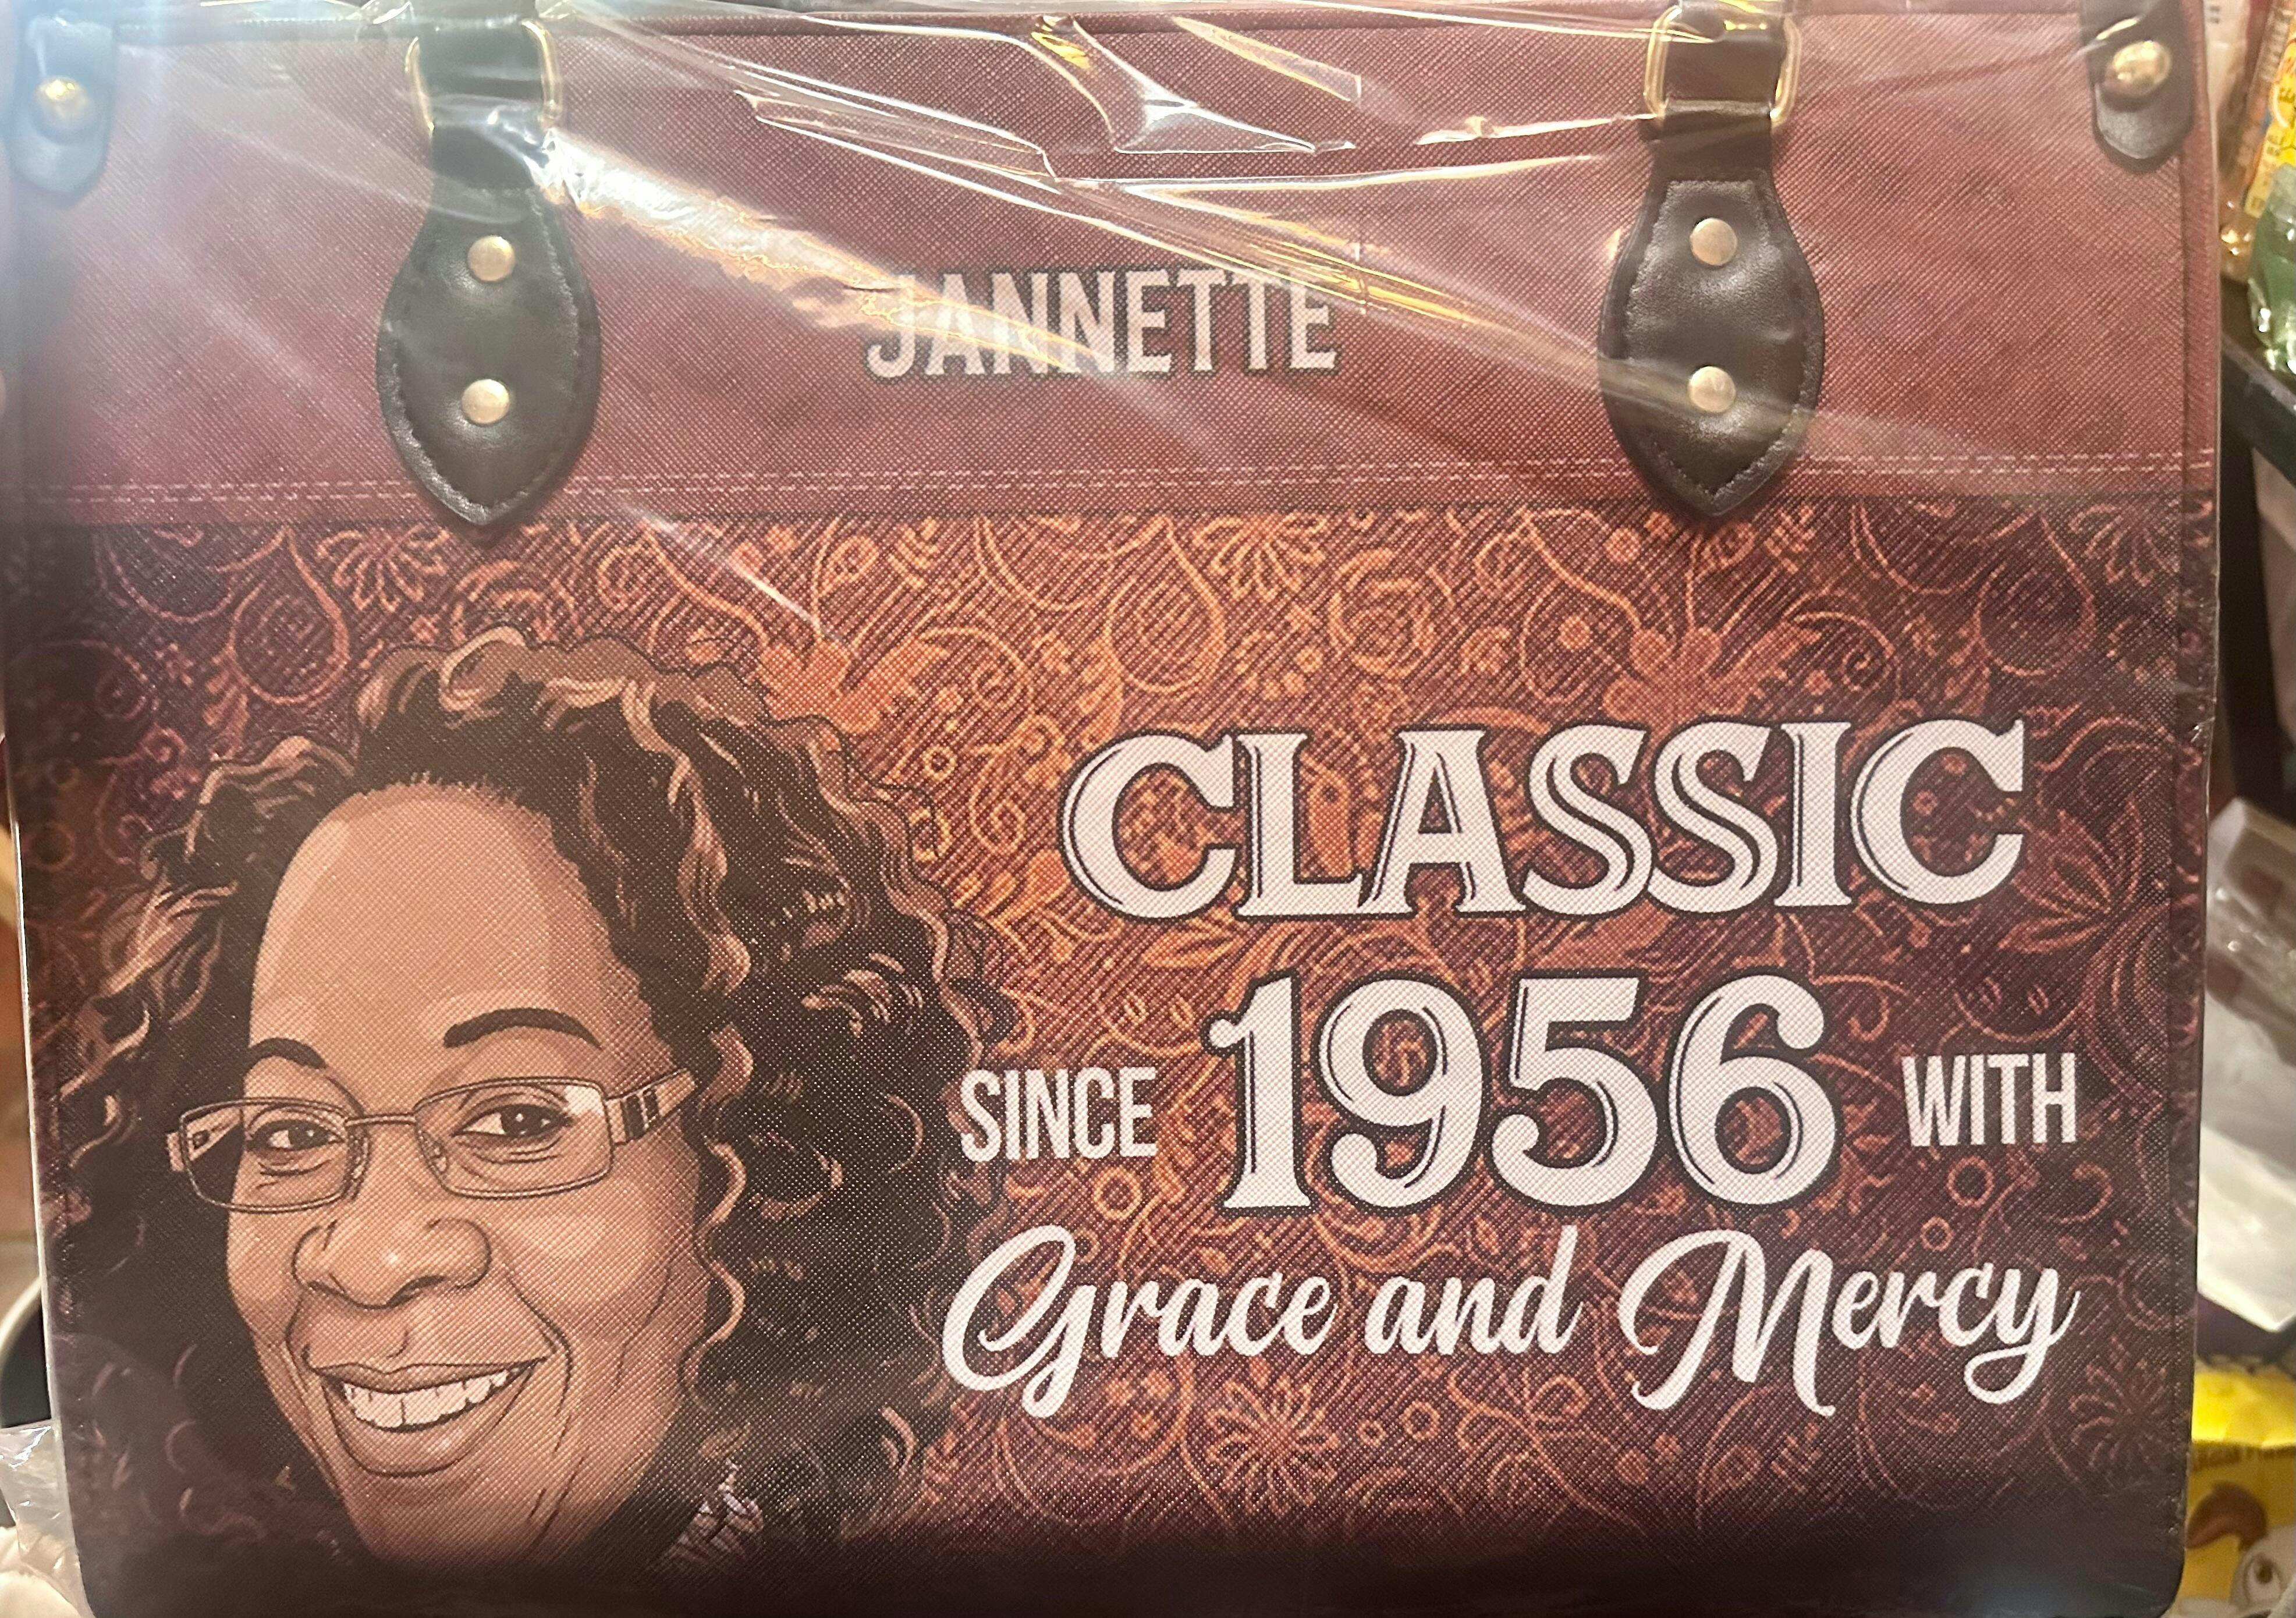 JANNETTE
CLASSIC
SINCE 1956 WITH
Grace and Mercy